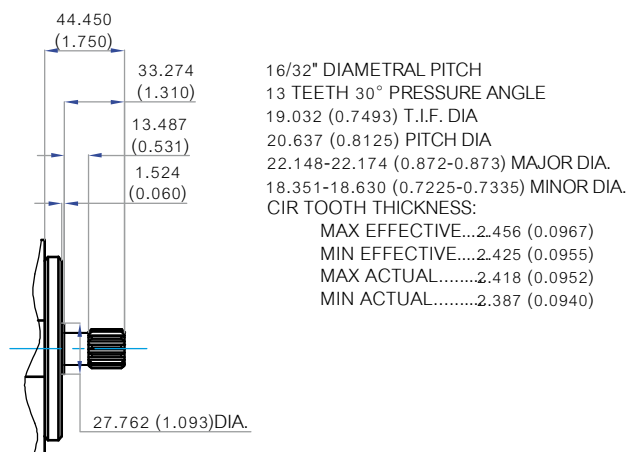 44.450
(1.750)
33.274
(1.310)
13.487
(0.531)
1.524
(0.060)
27.762 (1.093)DIA.
16/32" DIAMETRAL PITCH
13 TEETH 30° PRESSURE ANGLE
19.032 (0.7493) T.I.F. DIA
20.637 (0.8125) PITCH DIA
22.148-22.174 (0.872-0.873) MAJOR DIA.
18.351-18.630 (0.7225-0.7335) MINOR DIA.
CIR TOOTH THICKNESS:
MAX EFFECTIVE...2.456 (0.0967)
MIN EFFECTIVE...2.425 (0.0955)
MAX ACTUAL.........2.418 (0.0952)
MIN ACTUAL.........2.387 (0.0940)